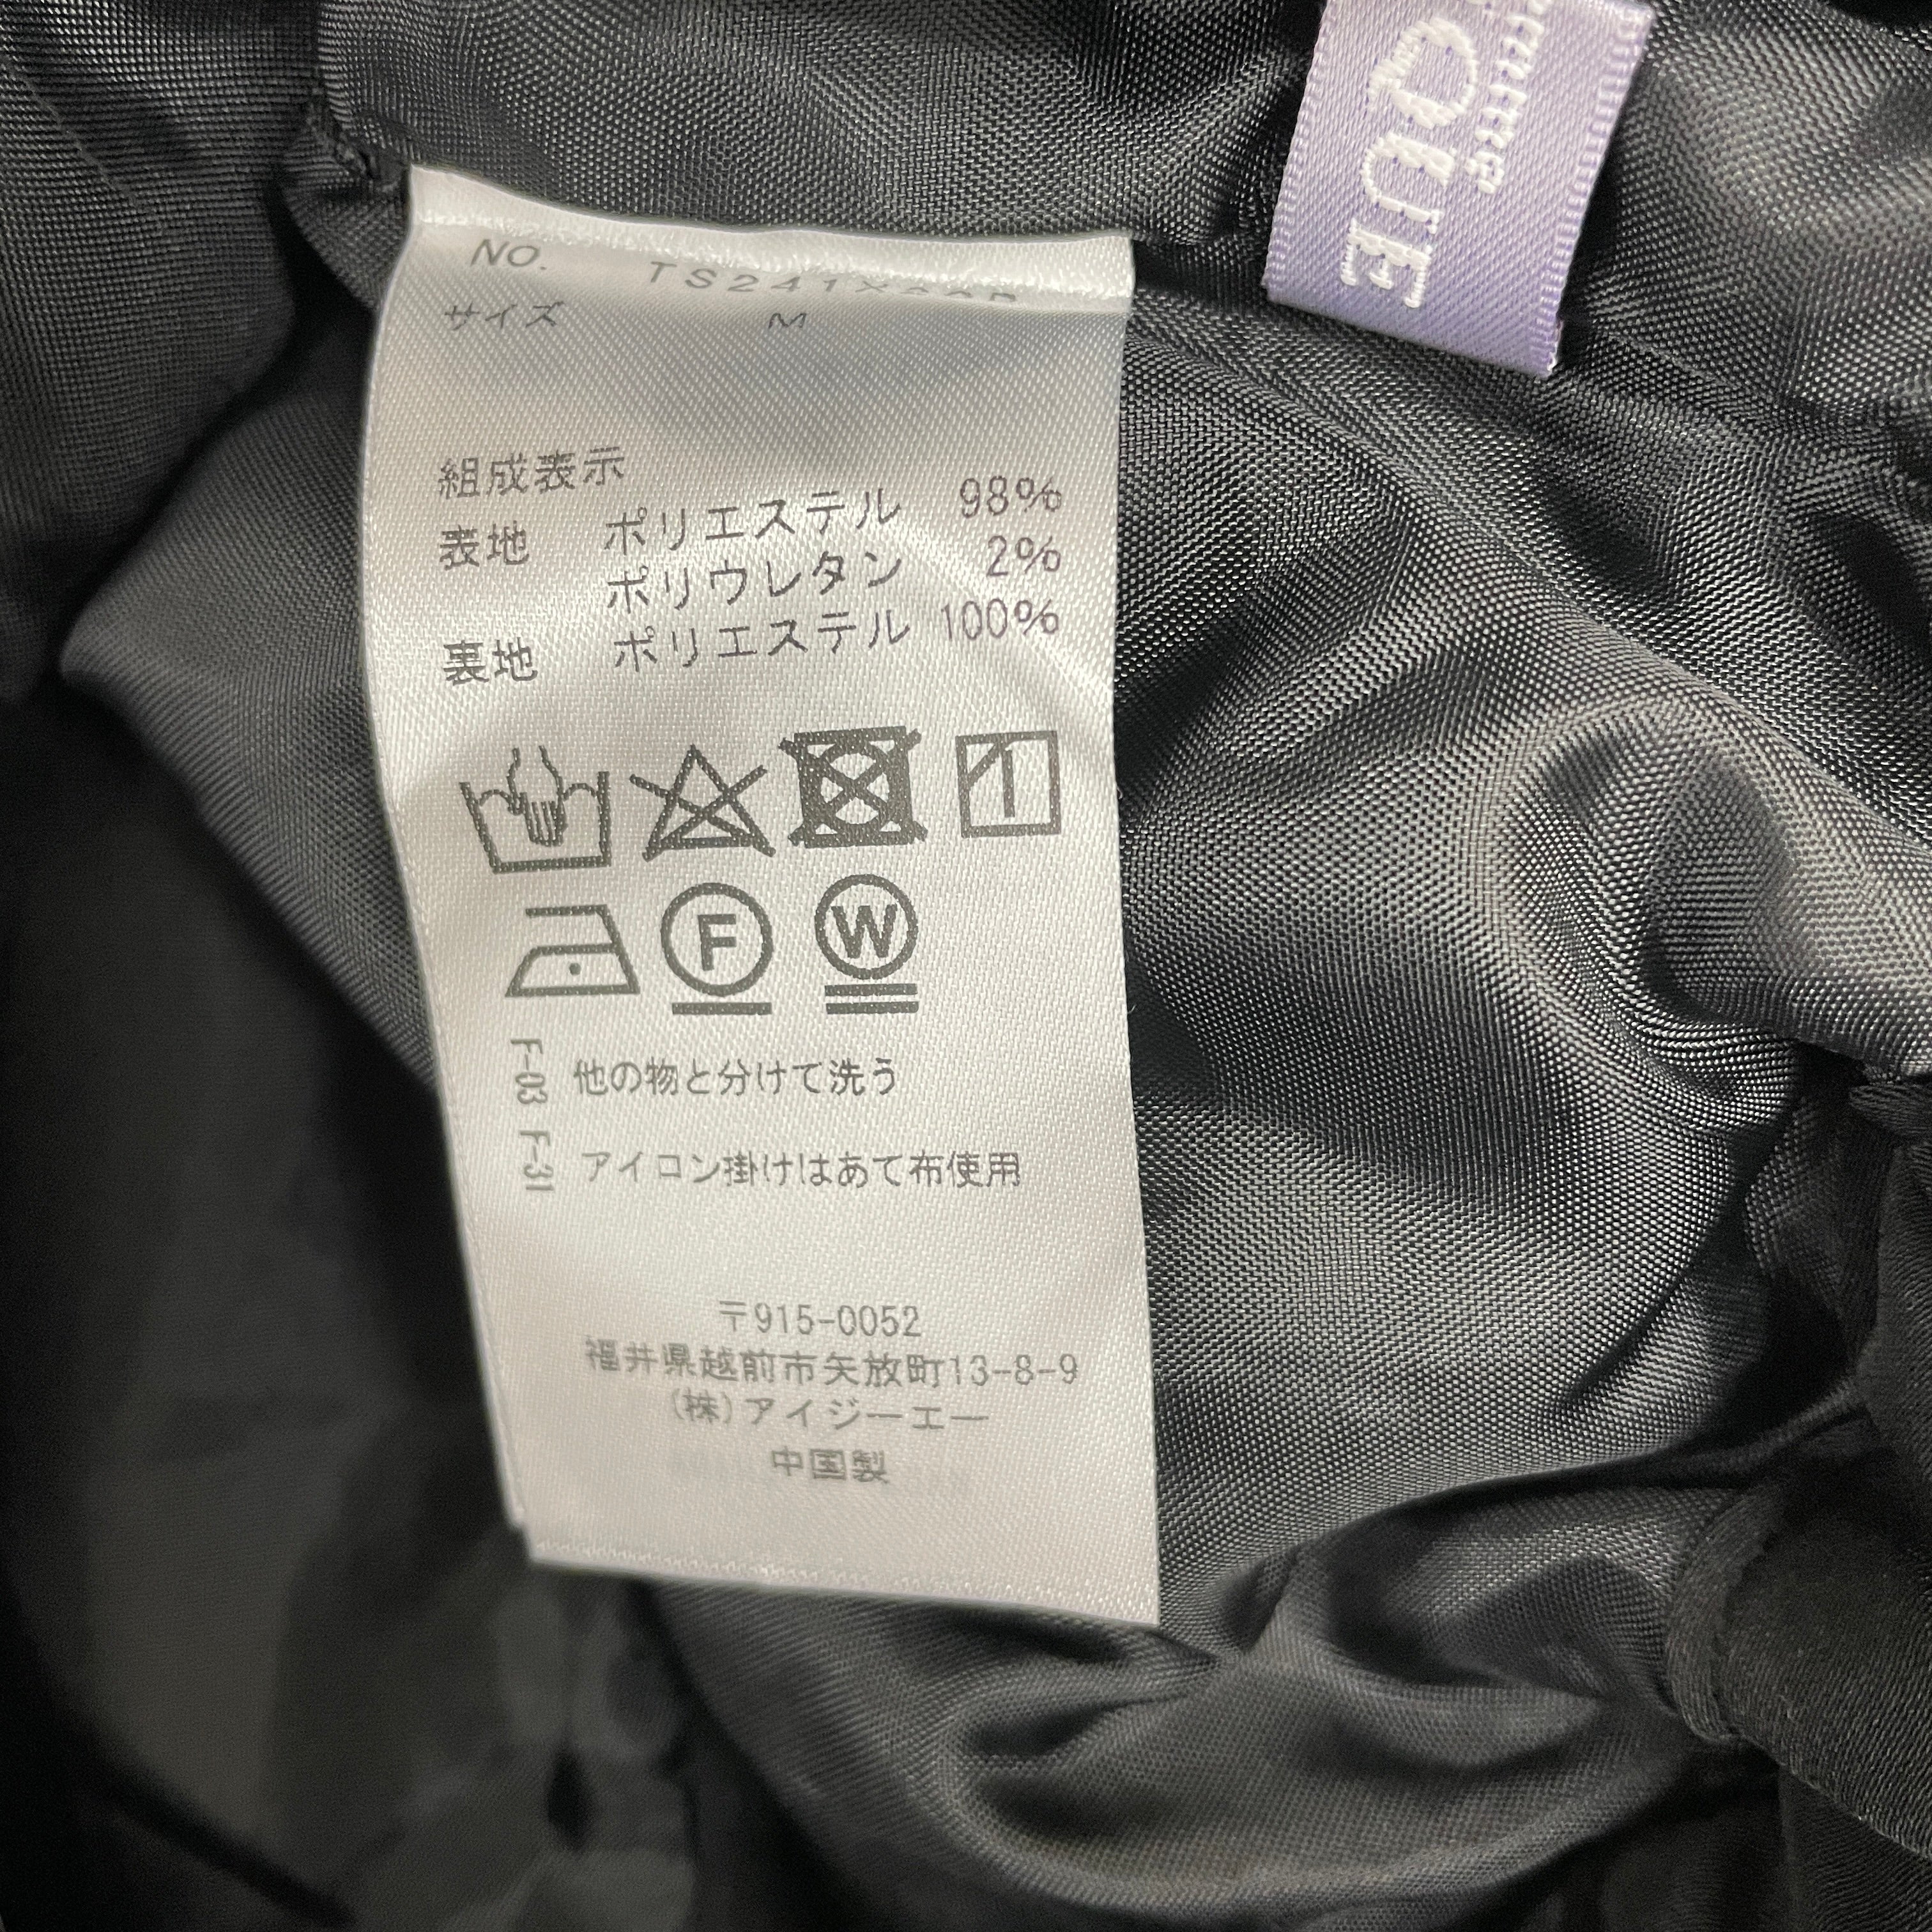 NO.
サイズ M
組成表示
表地 ポリエステル 98%
ポリウレタン 2%
裏地 ポリエステル 100%
F
W
F-03 他の物と分けて洗う
F-31 アイロン掛けはあて布使用
〒915-0052
福井県越前市矢放町13-8-9
(株)アイジーエー
中国製